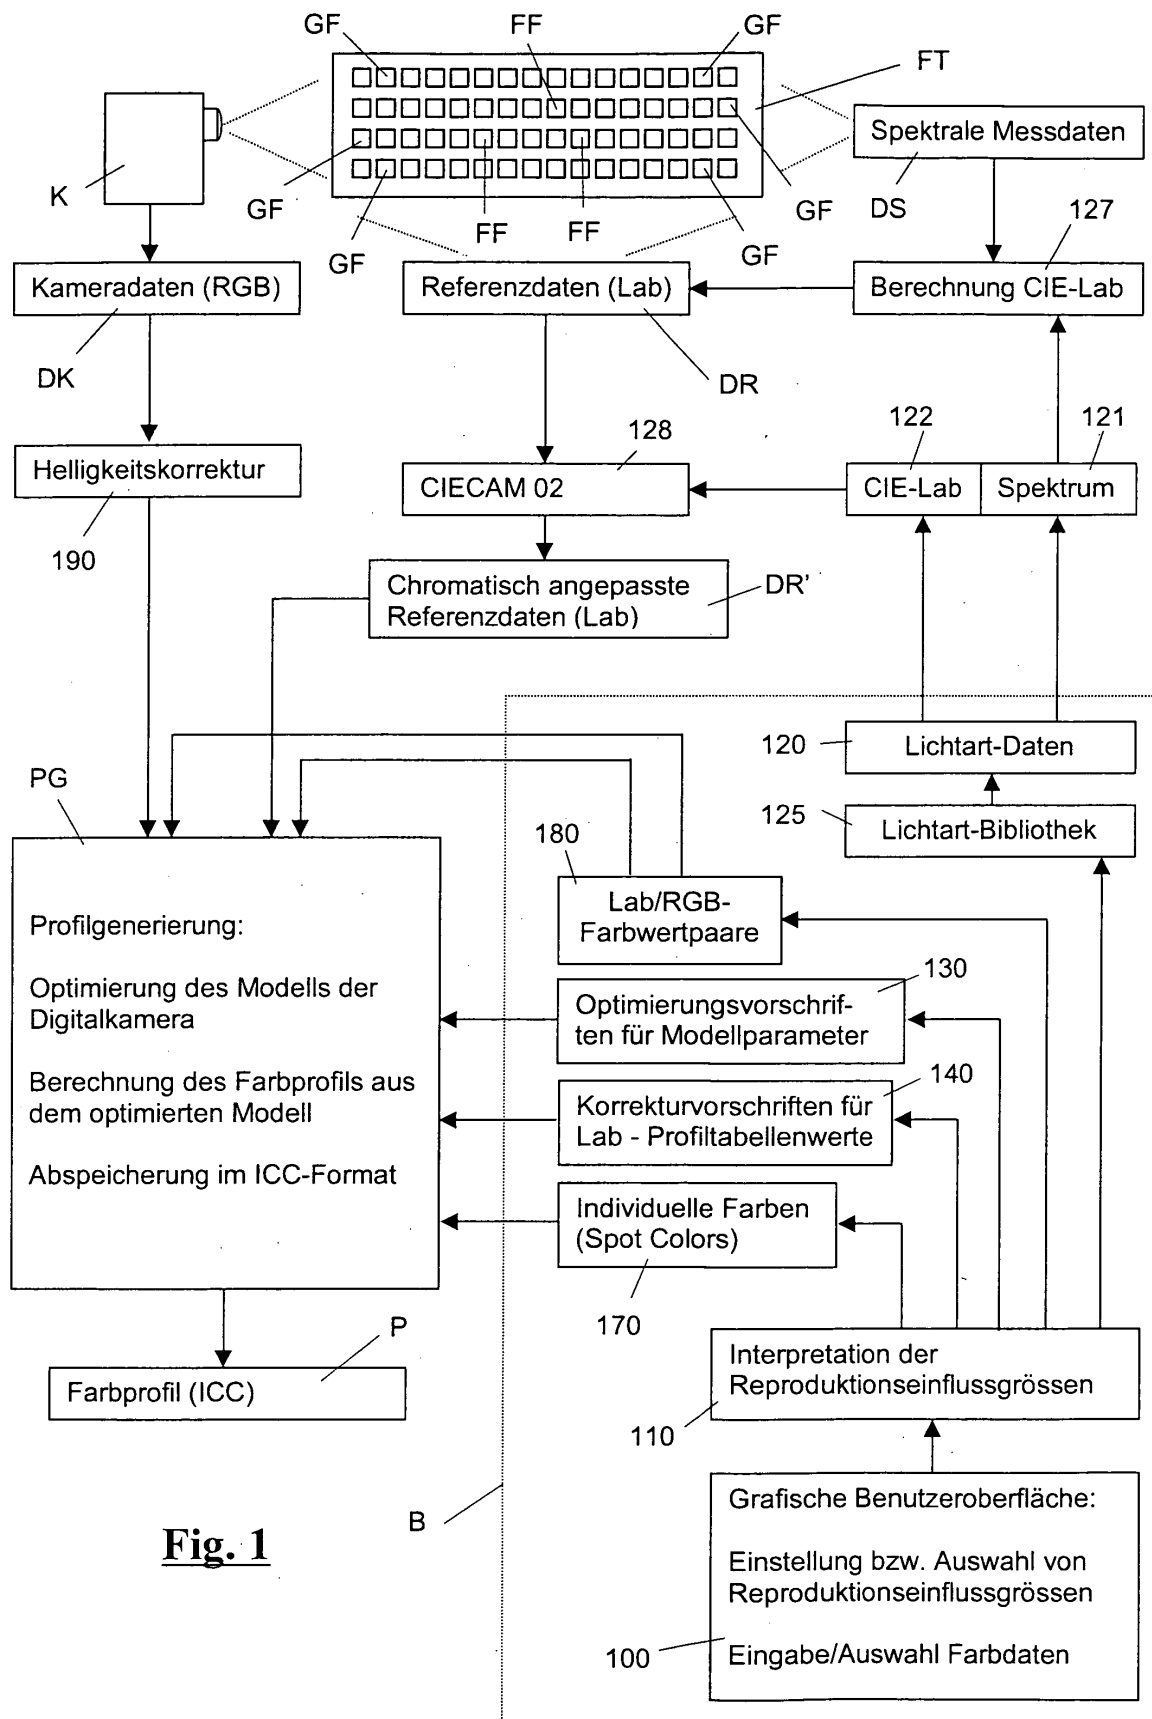 GF
FF
GF
FT
Spektrale Messdaten
K
GF
GF
FF
FF
GF
GF
DS
127
Kameradaten (RGB)
Referenzdaten (Lab)
Berechnung CIE-Lab
DK
DR
128
122
121
Helligkeitskorrektur
CIECAM 02
CIE-Lab
Spektrum
190
Chromatisch angepasste
Referenzdaten (Lab)
DR'
120
Lichtart-Daten
PG
125
Lichtart-Bibliothek
180
Lab/RGB-
Farbwertpaare
Profilgenerierung:
Optimierung des Modells der
Digitalkamera
Berechnung des Farbprofils aus
dem optimierten Modell
Abspeicherung im ICC-Format
130
Optimierungsvorschrif-
ten für Modellparameter
140
Korrekturvorschriften für
Lab - Profiltabellenwerte
Individuelle Farben
(Spot Colors)
170
P
Farbprofil (ICC)
Interpretation der
Reproduktionseinflussgrössen
110
B
Grafische Benutzeroberfläche:
Einstellung bzw. Auswahl von
Reproduktionseinflussgrössen
Eingabe/Auswahl Farbdaten
100
Fig. 1